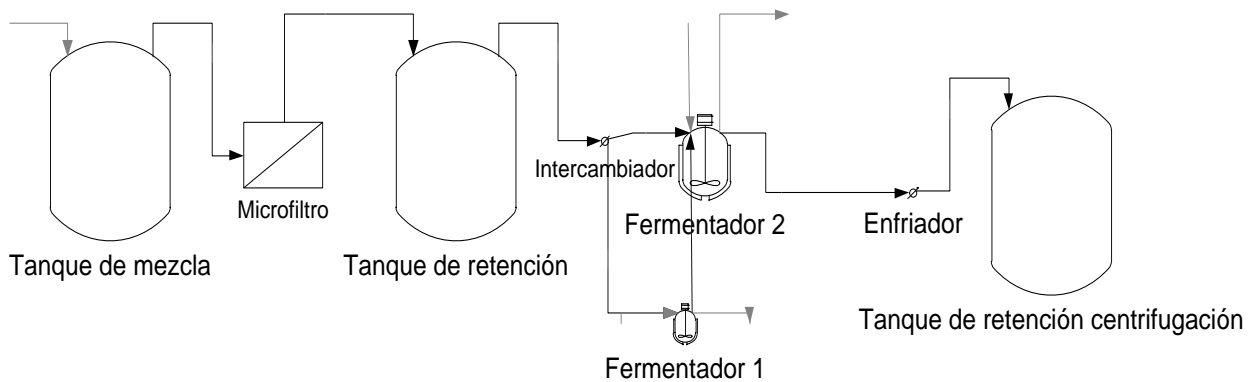 Tanque de mezcla
Microfiltro
Tanque de retención
Intercambiador
Fermentador 2
Fermentador 1
Enfriador
Tanque de retención centrifugación